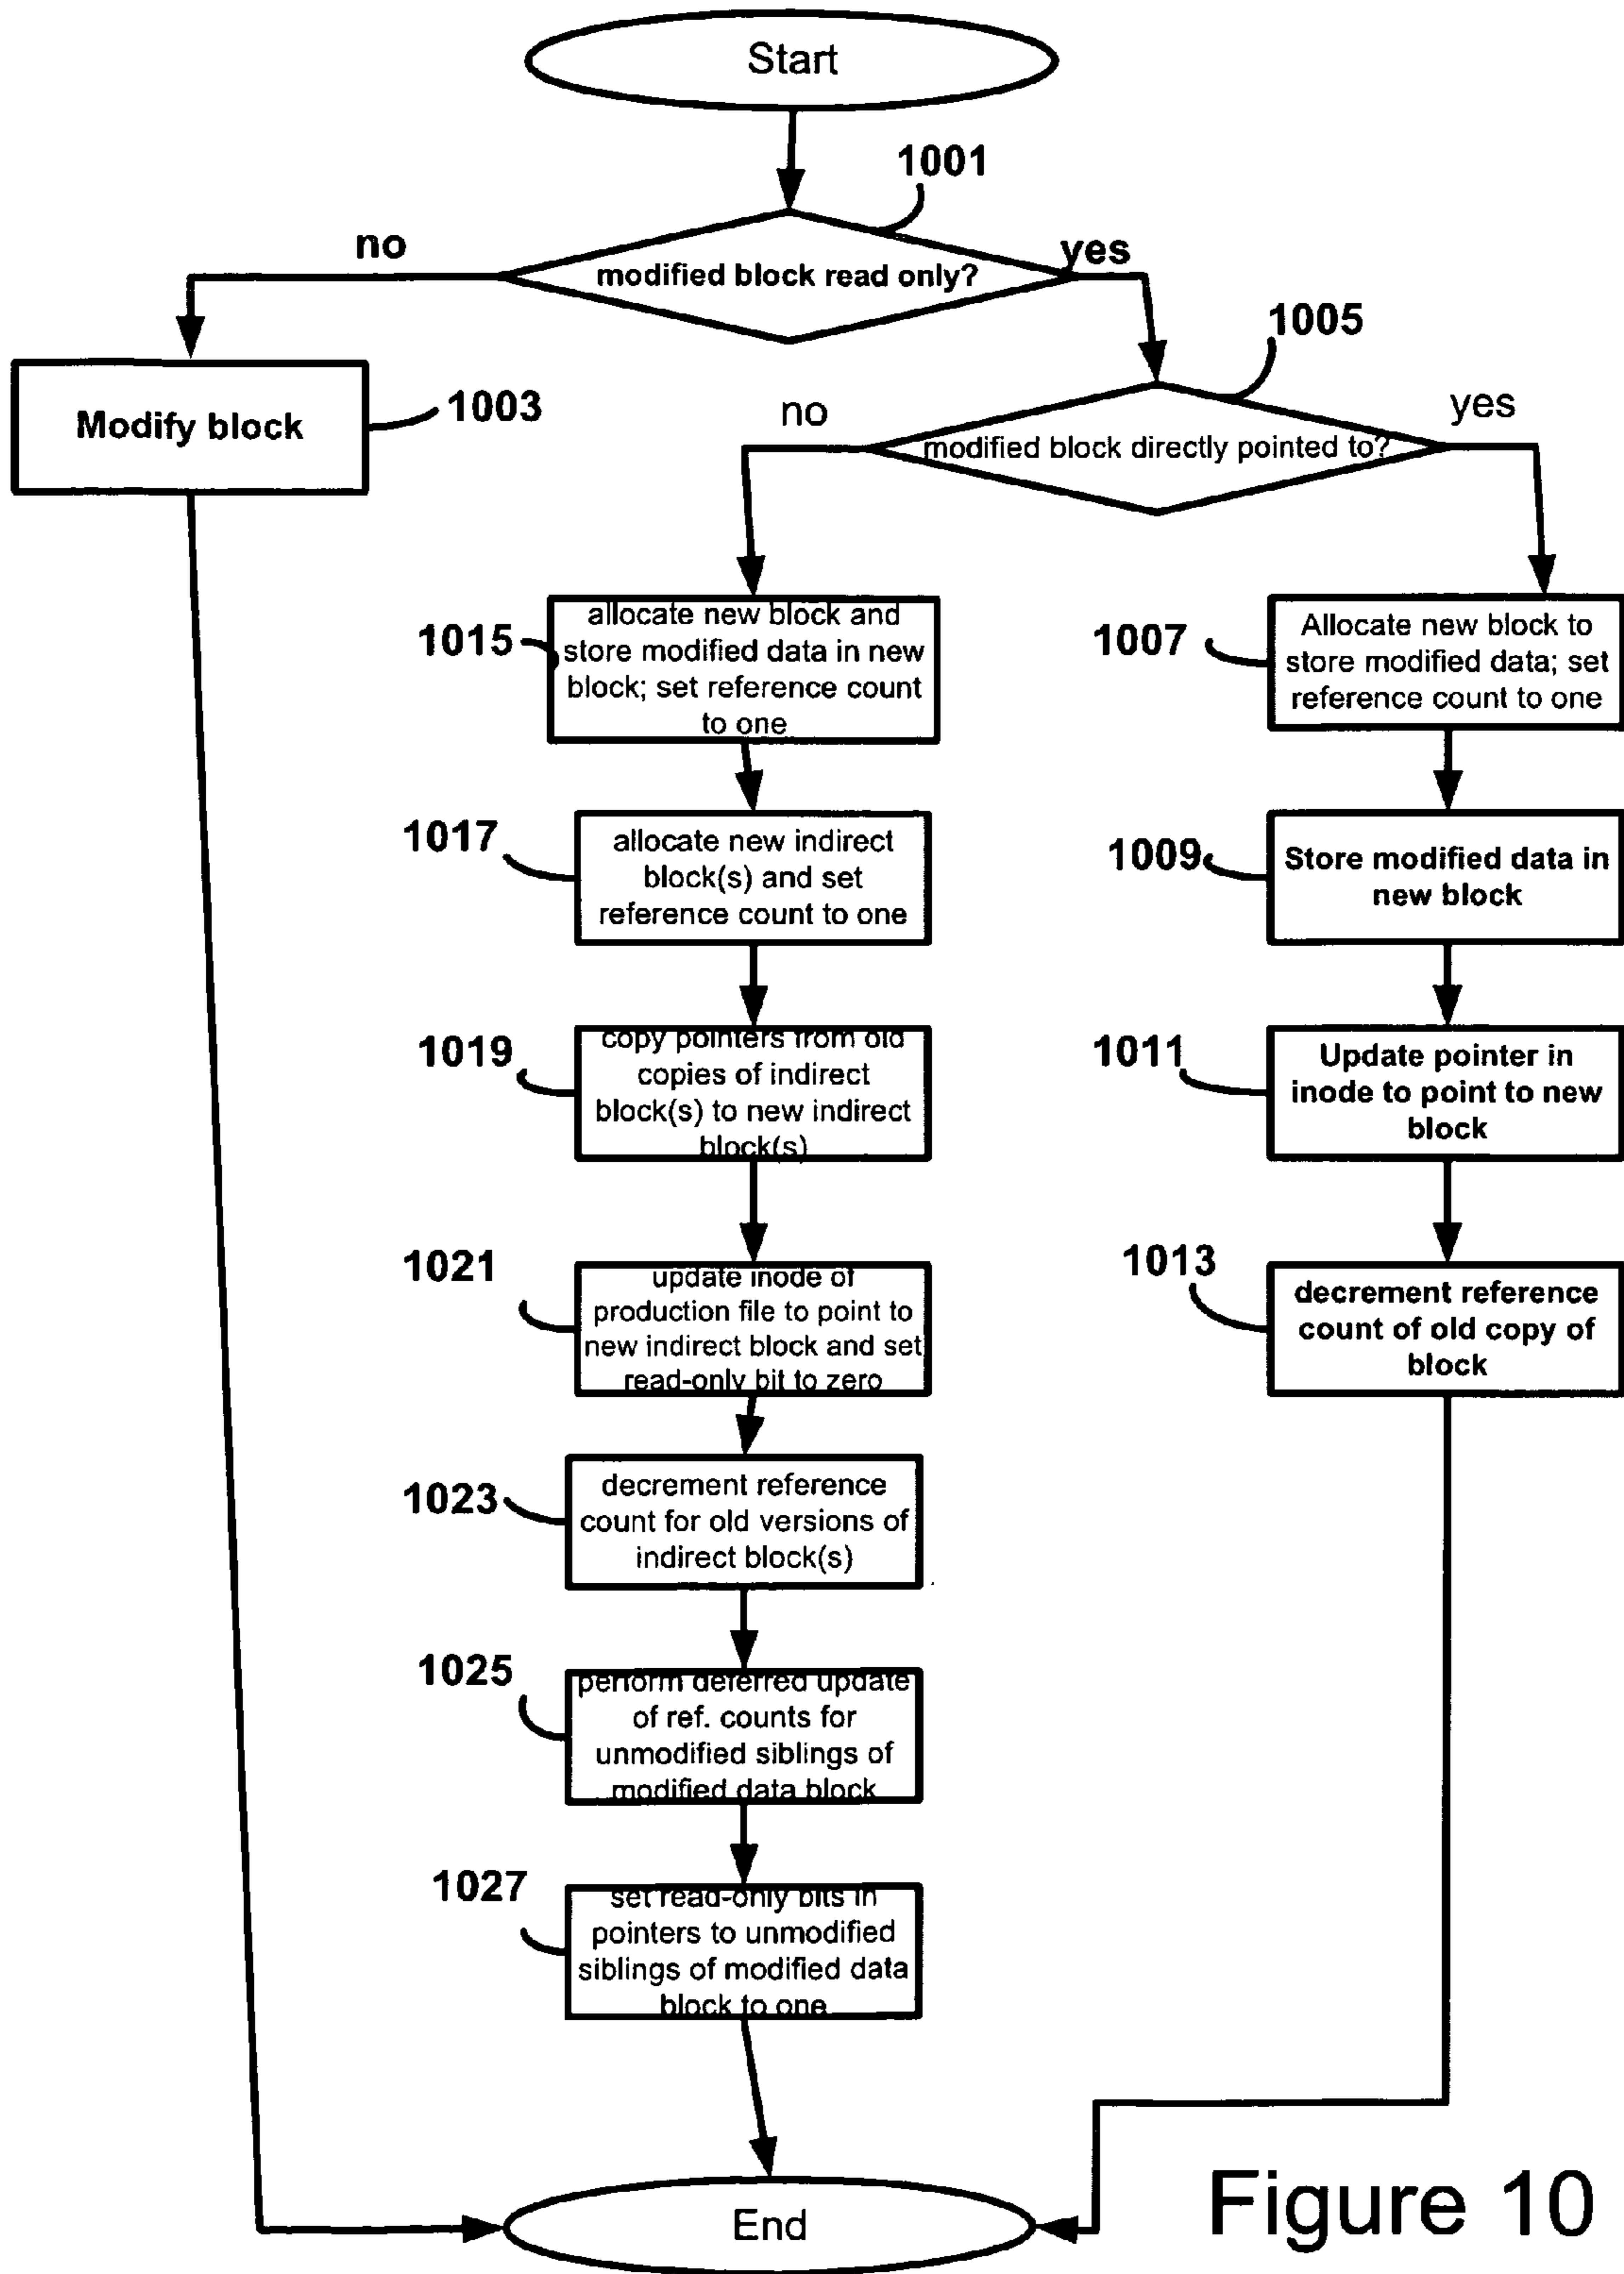 Start
1001
no
yes
modified block read only?
1005
Modify block
1003
no
yes
modified block directly pointed to?
1015
allocate new block and
store modified data in new
block; set reference count
to one
1007
Allocate new block to
store modified data; set
reference count to one
1017
allocate new indirect
block(s) and set
reference count to one
1009
Store modified data in
new block
1019
copy pointers from old
copies of indirect
block(s) to new indirect
block(s)
1011
Update pointer in
inode to point to new
block
1021
update inode of
production file to point to
new indirect block and set
read-only bit to zero
1013
decrement reference
count of old copy of
block
1023
decrement reference
count for old versions of
indirect block(s)
1025
perform deferred update
of ref. counts for
unmodified siblings of
modified data block
1027
set read-only bits in
pointers to unmodified
siblings of modified data
block to one
End
Figure 10